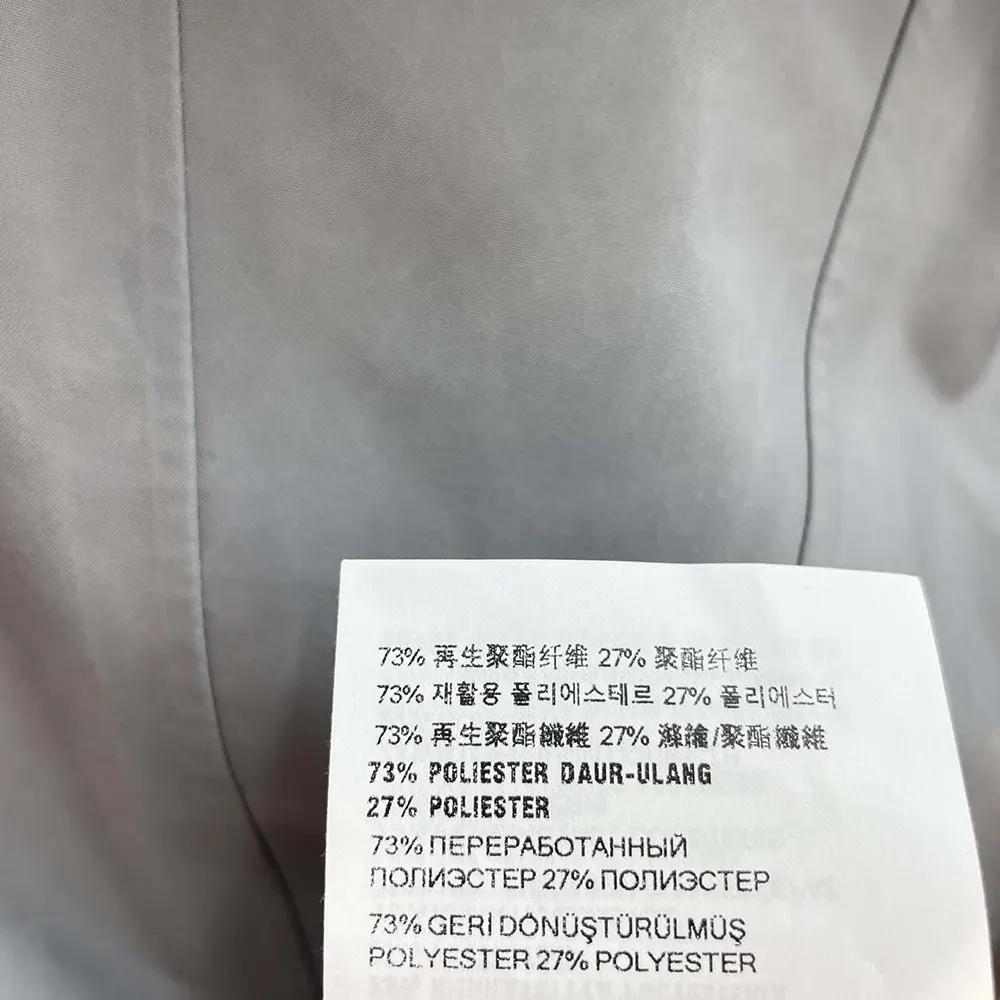 73% 再生聚酯纤维 27% 聚酯纤维
73% 재활용 폴리에스테르 27% 폴리에스터
73% 再生聚酯纖維 27% 滌綸/聚酯纖維
73% POLIESTER DAUR-ULANG
27% POLIESTER
73% ПЕРЕРАБОТАННЫЙ
ПОЛИЭСТЕР 27% ПОЛИЭСТЕР
73% GERİ DÖNÜŞTÜRÜLMÜŞ
POLYESTER 27% POLYESTER